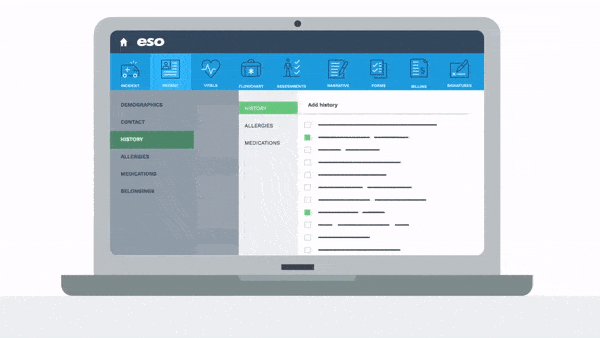 eso
INCIDENT PATIENT VITALS FLOWCHART ASSESSMENTS NARRATIVE FORMS BILLING SIGNATURES
DEMOGRAPHICS
CONTACT
HISTORY
ALLERGIES
MEDICATIONS
BELONGINGS
HISTORY
ALLERGIES
MEDICATIONS
Add history